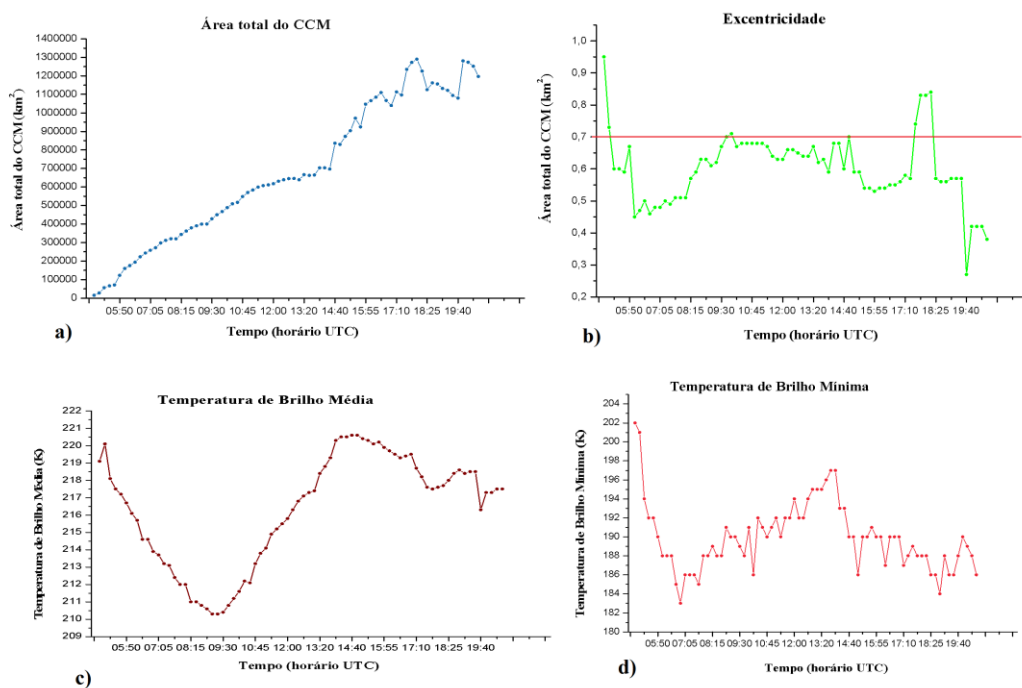 Área total do CCM
Área total do CCM (km²)
1400000
1300000
1200000
1100000
1000000
900000
800000
700000
600000
500000
400000
300000
200000
100000
0
05:50 07:05 08:15 09:30 10:45 12:00 13:20 14:40 15:55 17:10 18:25 19:40
Tempo (horário UTC)
a)
Excentricidade
Área total do CCM (km²)
1,0
0,9
0,8
0,7
0,6
0,5
0,4
0,3
0,2
05:50 07:05 08:15 09:30 10:45 12:00 13:20 14:40 15:55 17:10 18:25 19:40
Tempo (horário UTC)
b)
Temperatura de Brilho Média
Temperatura de Brilho Média (K)
222
221
220
219
218
217
216
215
214
213
212
211
210
209
05:50 07:05 08:15 09:30 10:45 12:00 13:20 14:40 15:55 17:10 18:25 19:40
Tempo (horário UTC)
c)
Temperatura de Brilho Mínima
Temperatura de Brilho Mínima (K)
204
202
200
198
196
194
192
190
188
186
184
182
180
05:50 07:05 08:15 09:30 10:45 12:00 13:20 14:40 15:55 17:10 18:25 19:40
Tempo (horário UTC)
d)